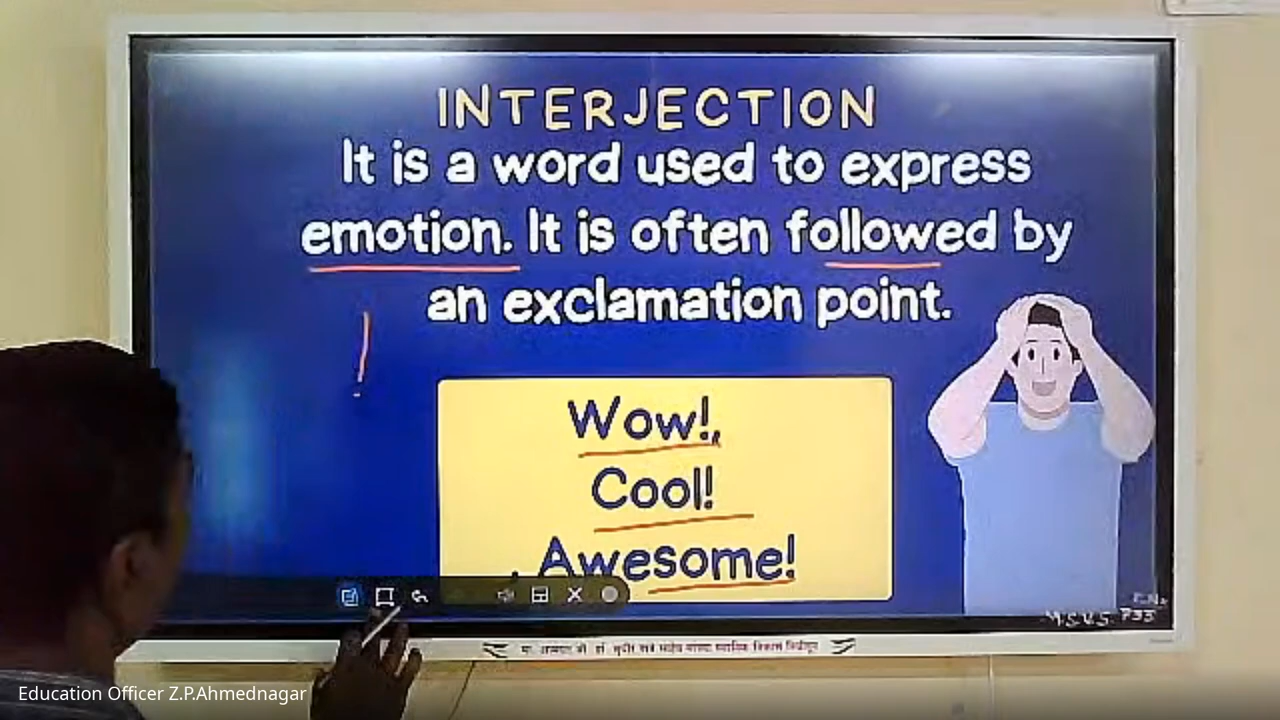 INTERJECTION
It is a word used to express
emotion. It is often followed by
an exclamation point.
!
Wow!,
Cool!
Awesome!
Education Officer Z.P.Ahmednagar